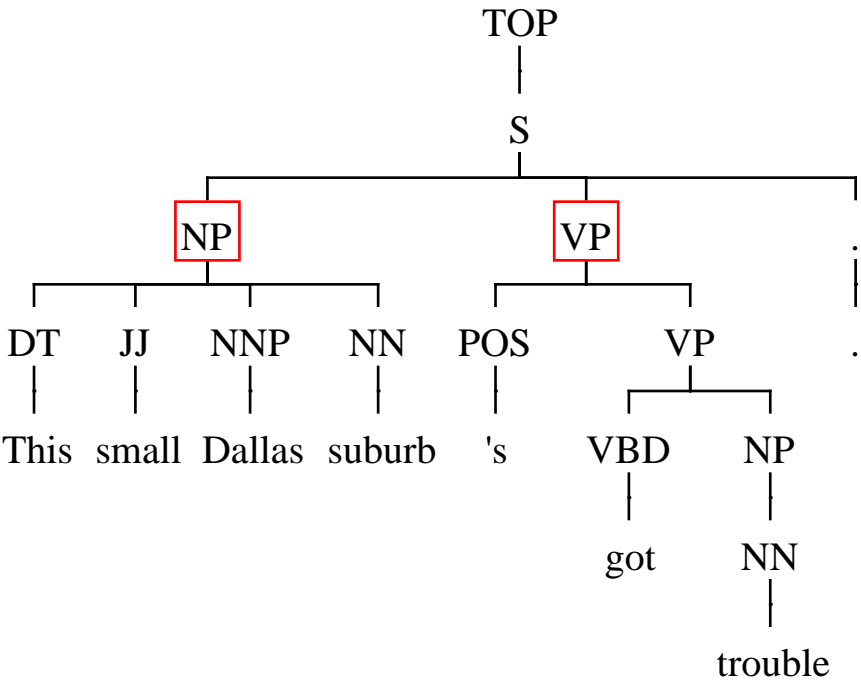 TOP
S
NP VP .
DT JJ NNP NN POS VP .
This small Dallas suburb 's VBD NP
got NN
trouble